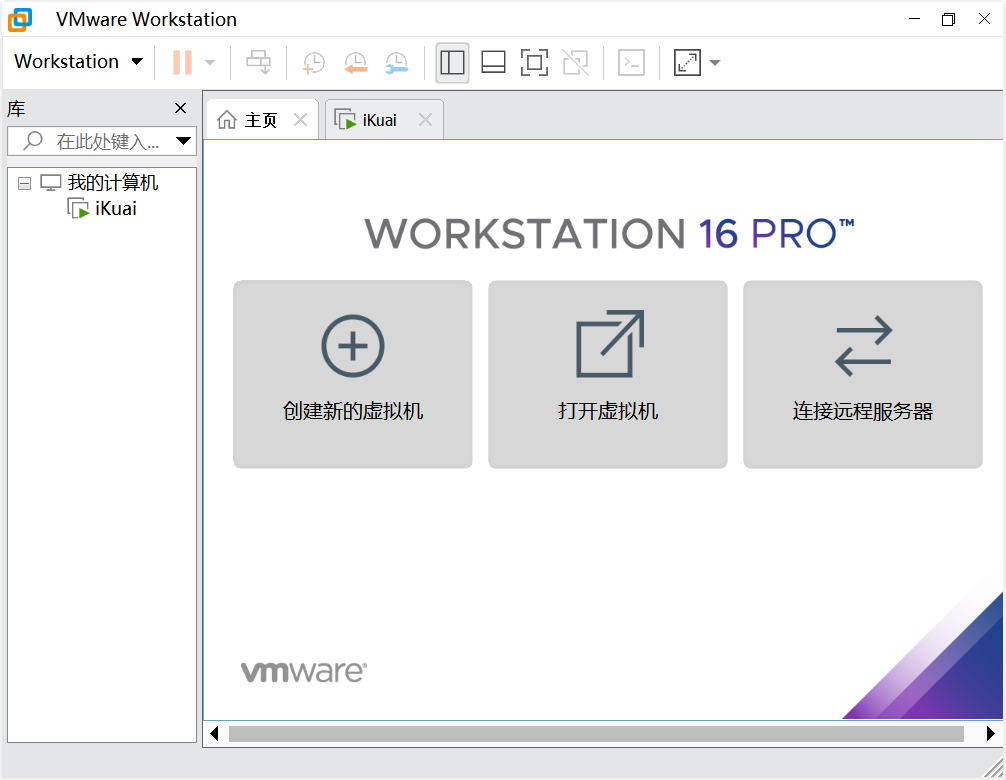 VMware Workstation
Workstation
库
主页
iKuai
在此处键入...
我的计算机
iKuai
WORKSTATION 16 PRO™
创建新的虚拟机
打开虚拟机
连接远程服务器
vmware®